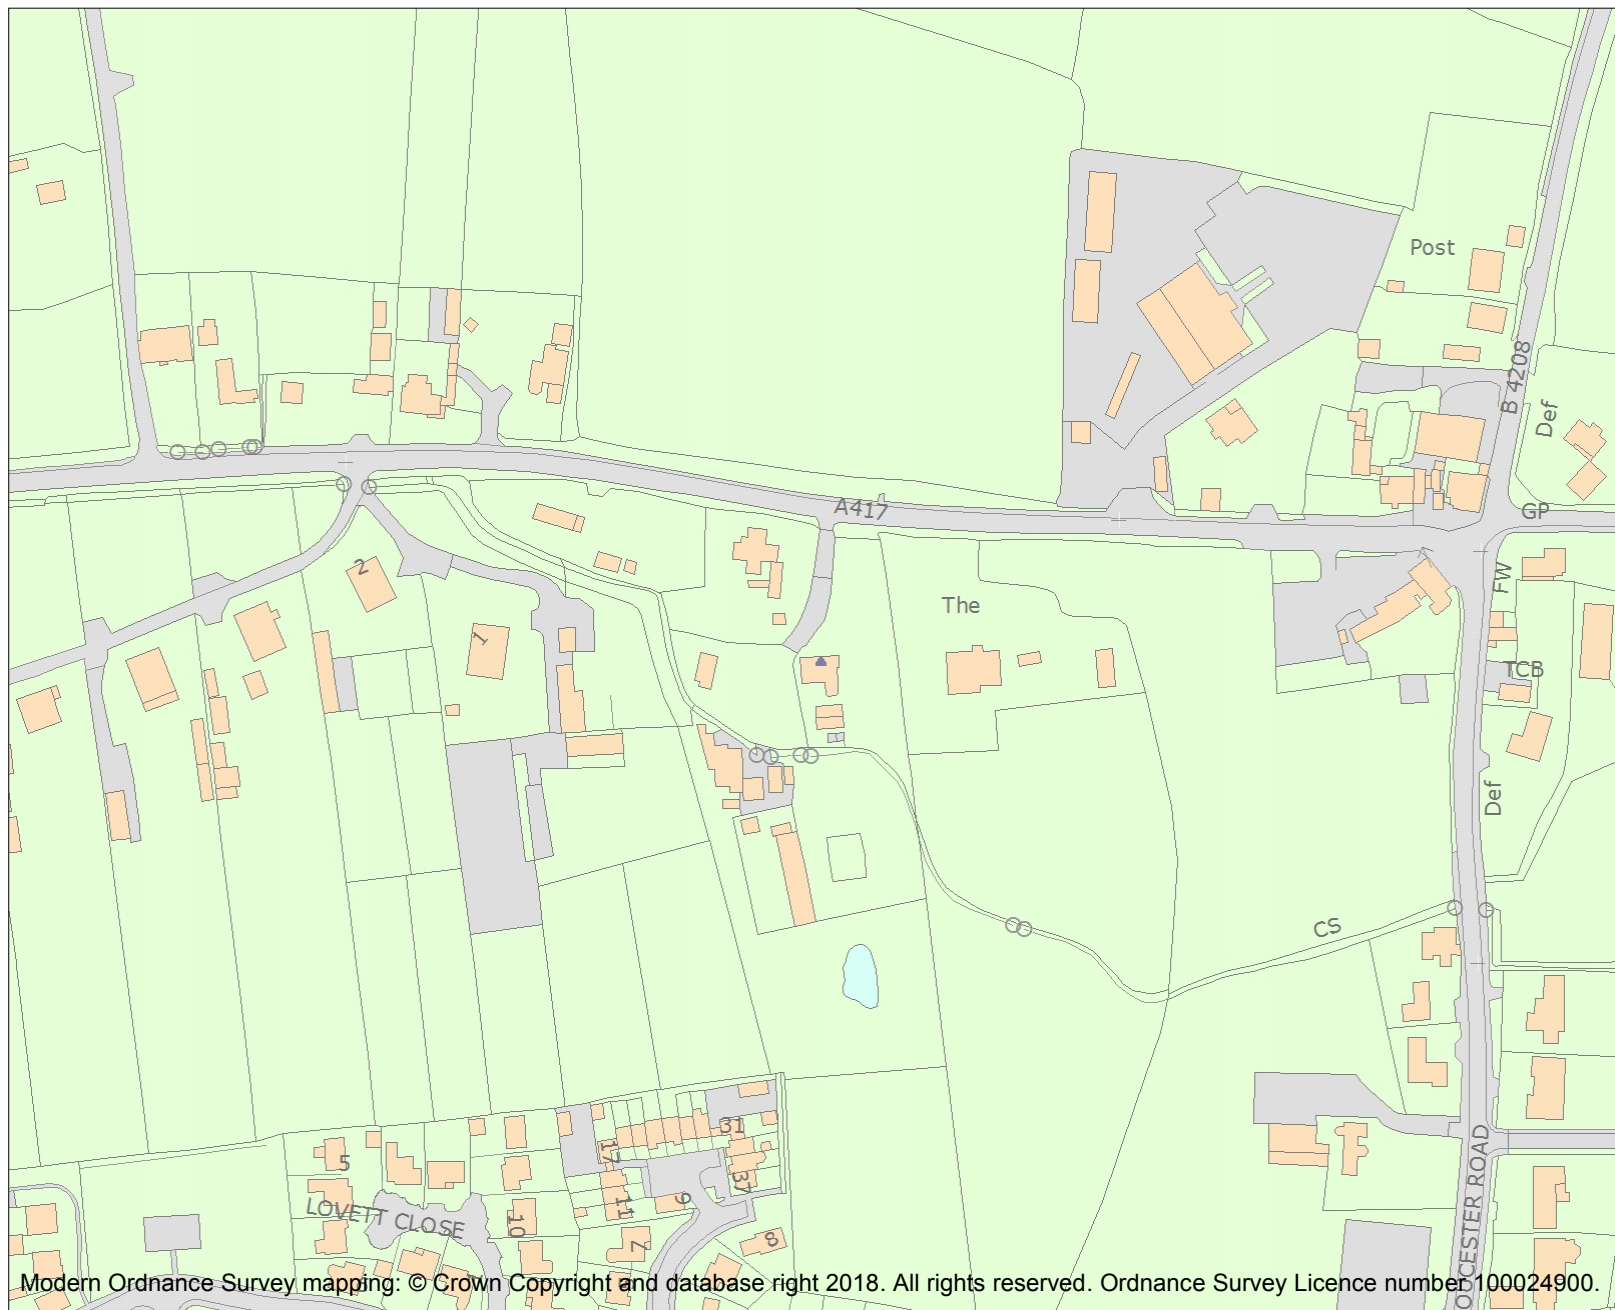 Post
B 4208
Def
A417
GP
2
FW
The
1
TCB
Def
CS
31
17
5
37
LOVETT CLOSE
11
9
10
7
8
OUCESTER ROAD
Modern Ordnance Survey mapping: © Crown Copyright and database right 2018. All rights reserved. Ordnance Survey Licence number 100024900.